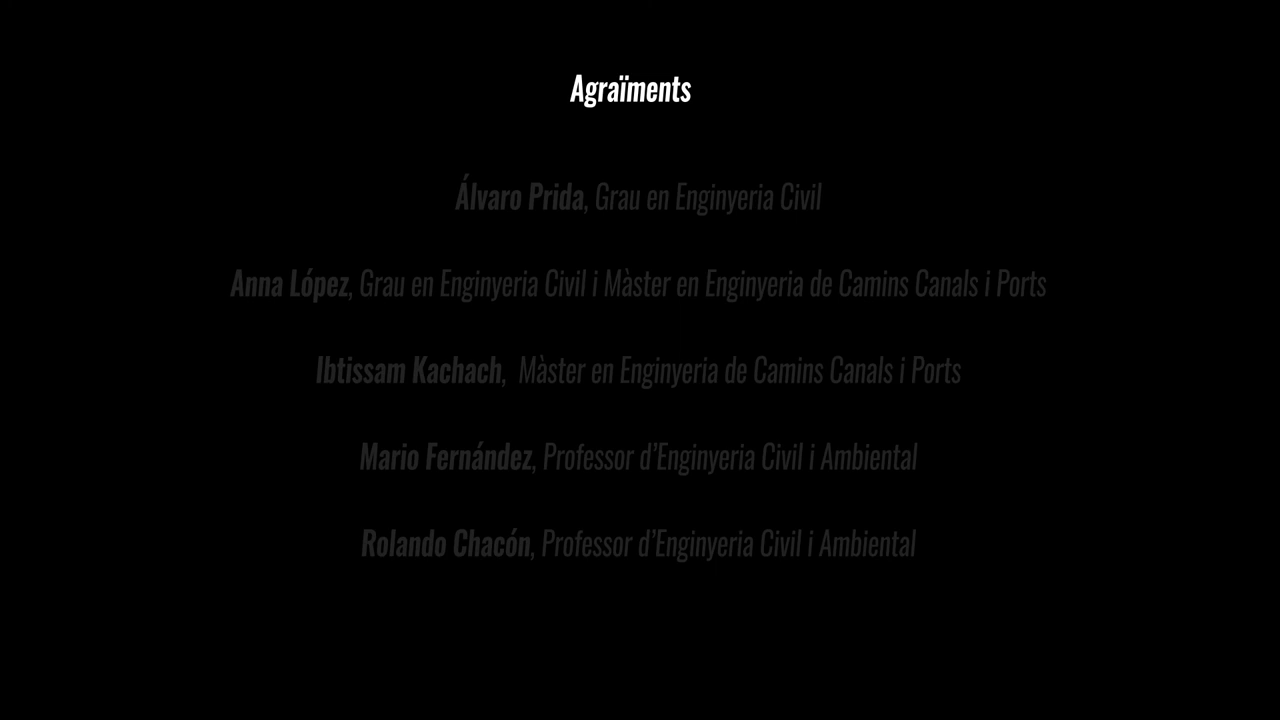 Agraïments
Álvaro Prida, Grau en Enginyeria Civil
Anna López, Grau en Enginyeria Civil i Màster en Enginyeria de Camins Canals i Ports
Ibtissam Kachach,  Màster en Enginyeria de Camins Canals i Ports
Mario Fernández, Professor d’Enginyeria Civil i Ambiental
Rolando Chacón, Professor d’Enginyeria Civil i Ambiental